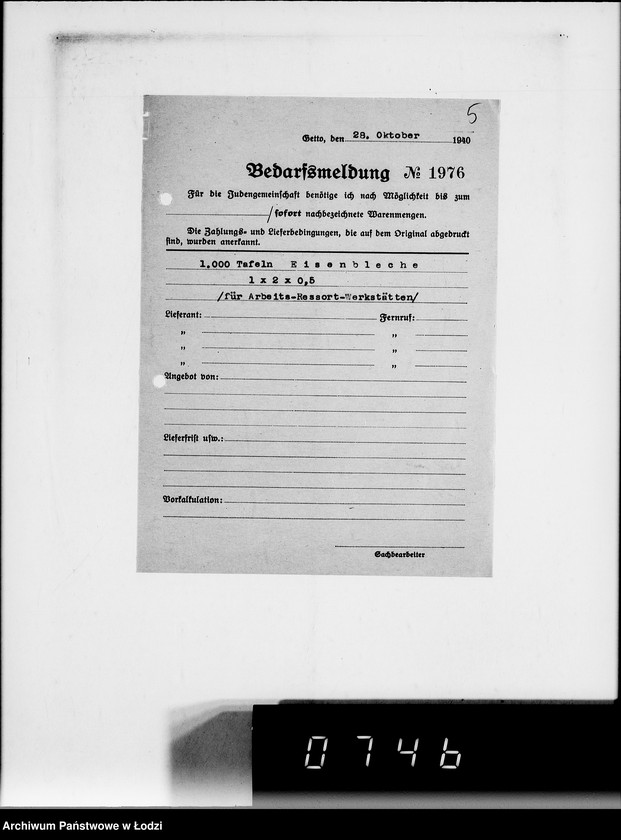 5
Getto, den 28. Oktober 1940
Bedarfsmeldung № 1976
Für die Judengemeinschaft benötige ich nach Möglichkeit bis zum
/sofort nachbezeichnete Warenmengen.
Die Zahlungs- und Lieferbedingungen, die auf dem Original abgedruckt
sind, wurden anerkannt.
1.000 Tafeln Eisenbleche
1 x 2 x 0,5
/für Arbeits-Ressort-Werkstätten/
Lieferant: Fernruf:
" "
" "
" "
Angebot von:
Lieferfrist usw.:
Vorkalkulation:
Sachbearbeiter
0746
Archiwum Państwowe w Łodzi